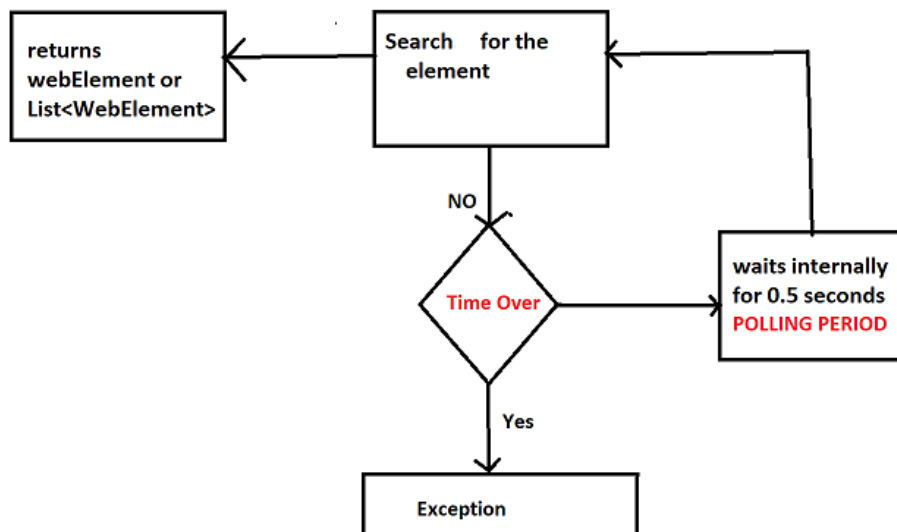 returns
webElement or
List<WebElement>
Search for the
element
NO
Time Over
waits internally
for 0.5 seconds
POLLING PERIOD
Yes
Exception